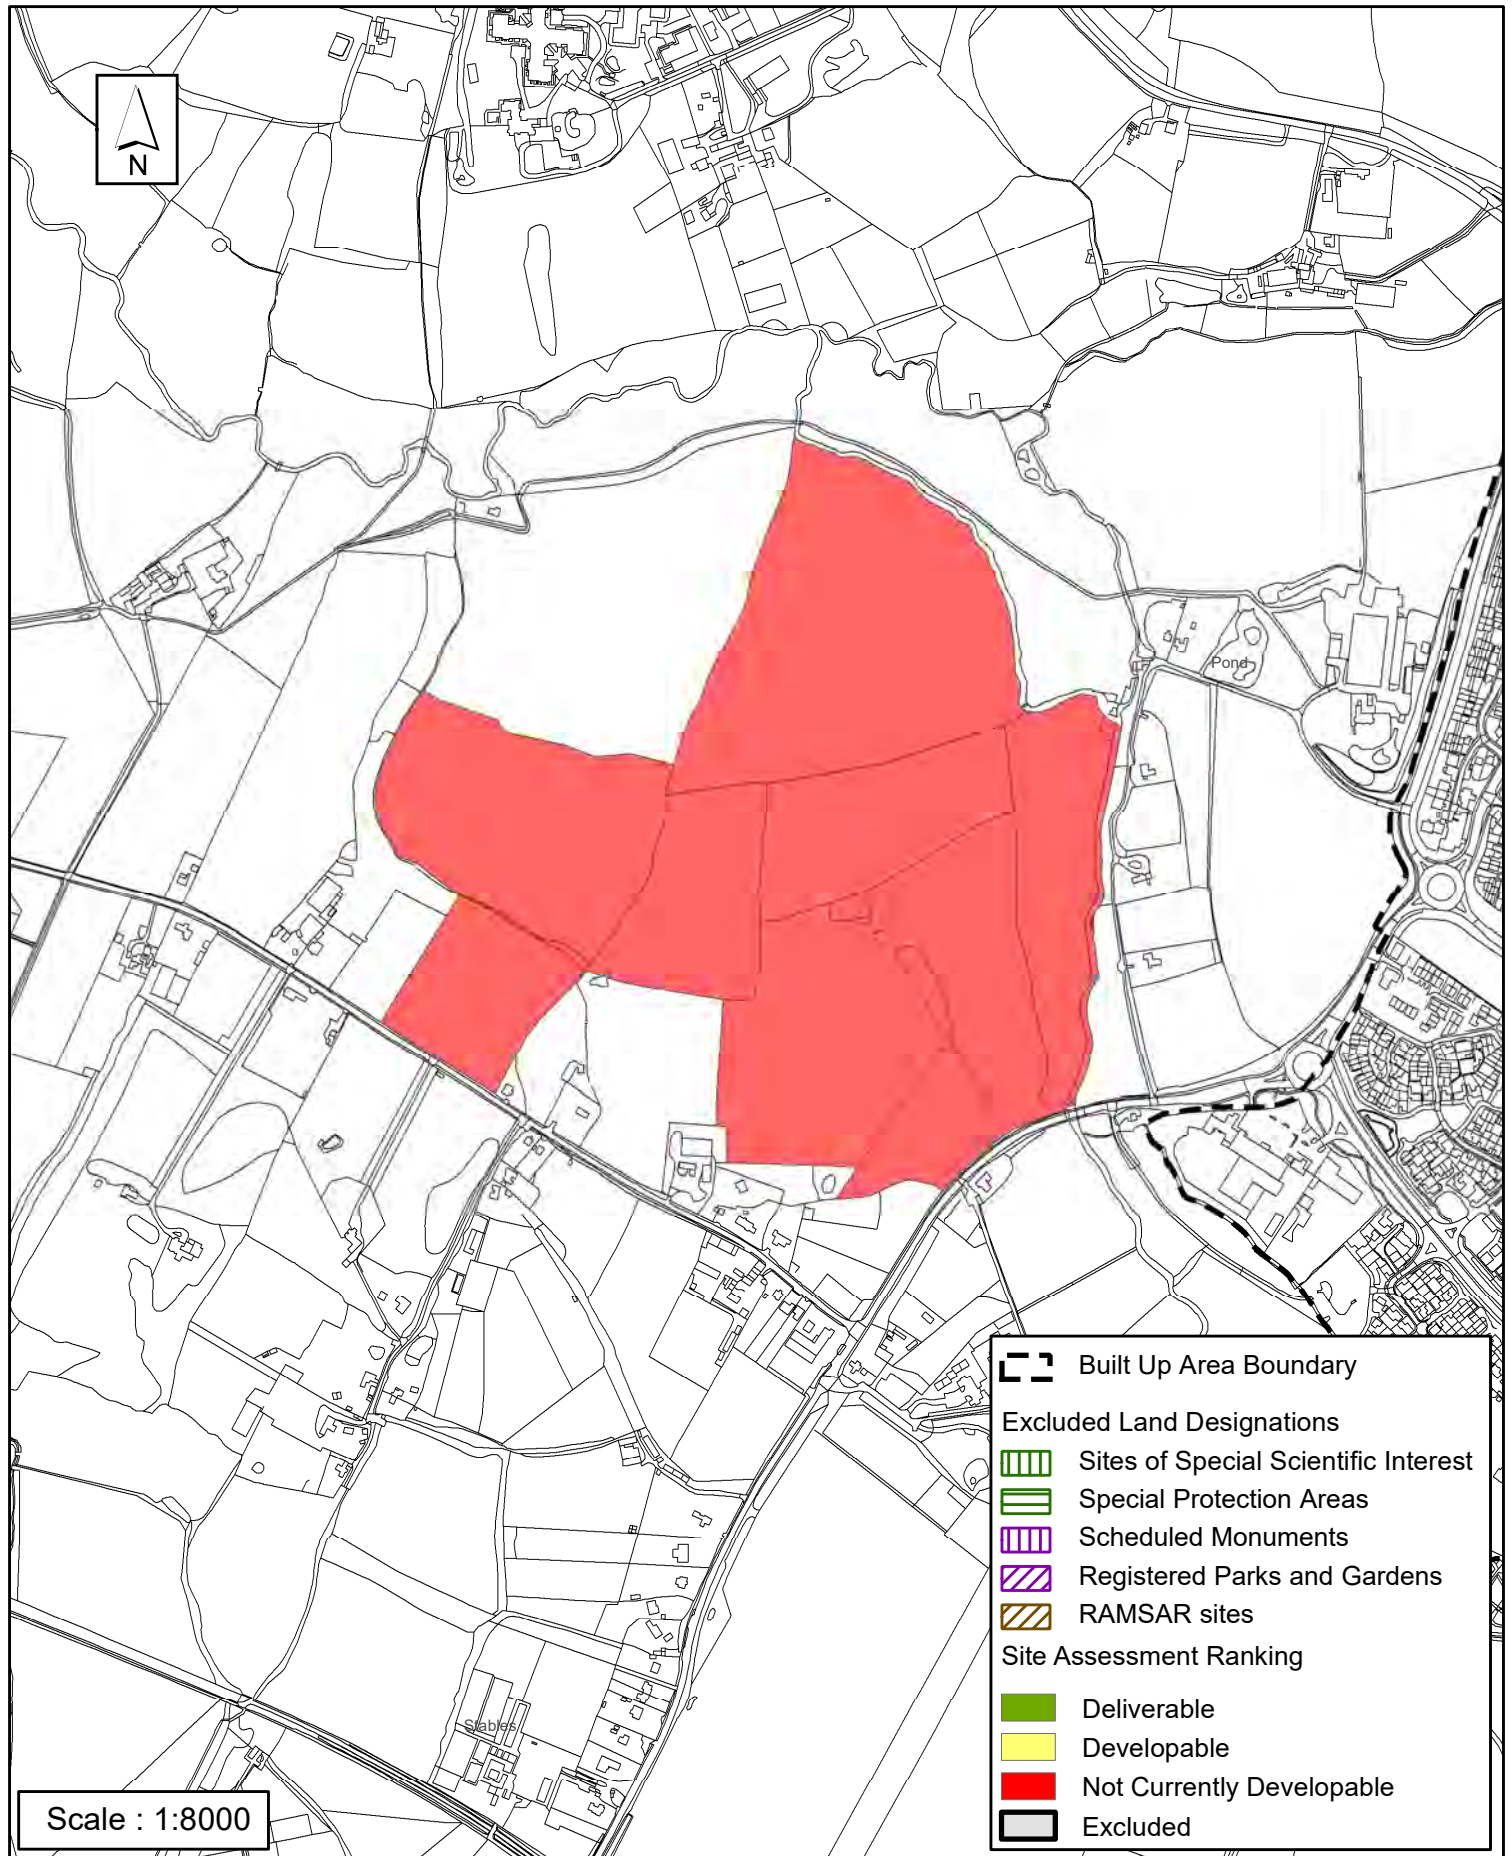 N
Pond
Built Up Area Boundary
Excluded Land Designations
Sites of Special Scientific Interest
Special Protection Areas
Scheduled Monuments
Registered Parks and Gardens
RAMSAR sites
Site Assessment Ranking
Deliverable
Developable
Not Currently Developable
Excluded
Stables
Scale : 1:8000